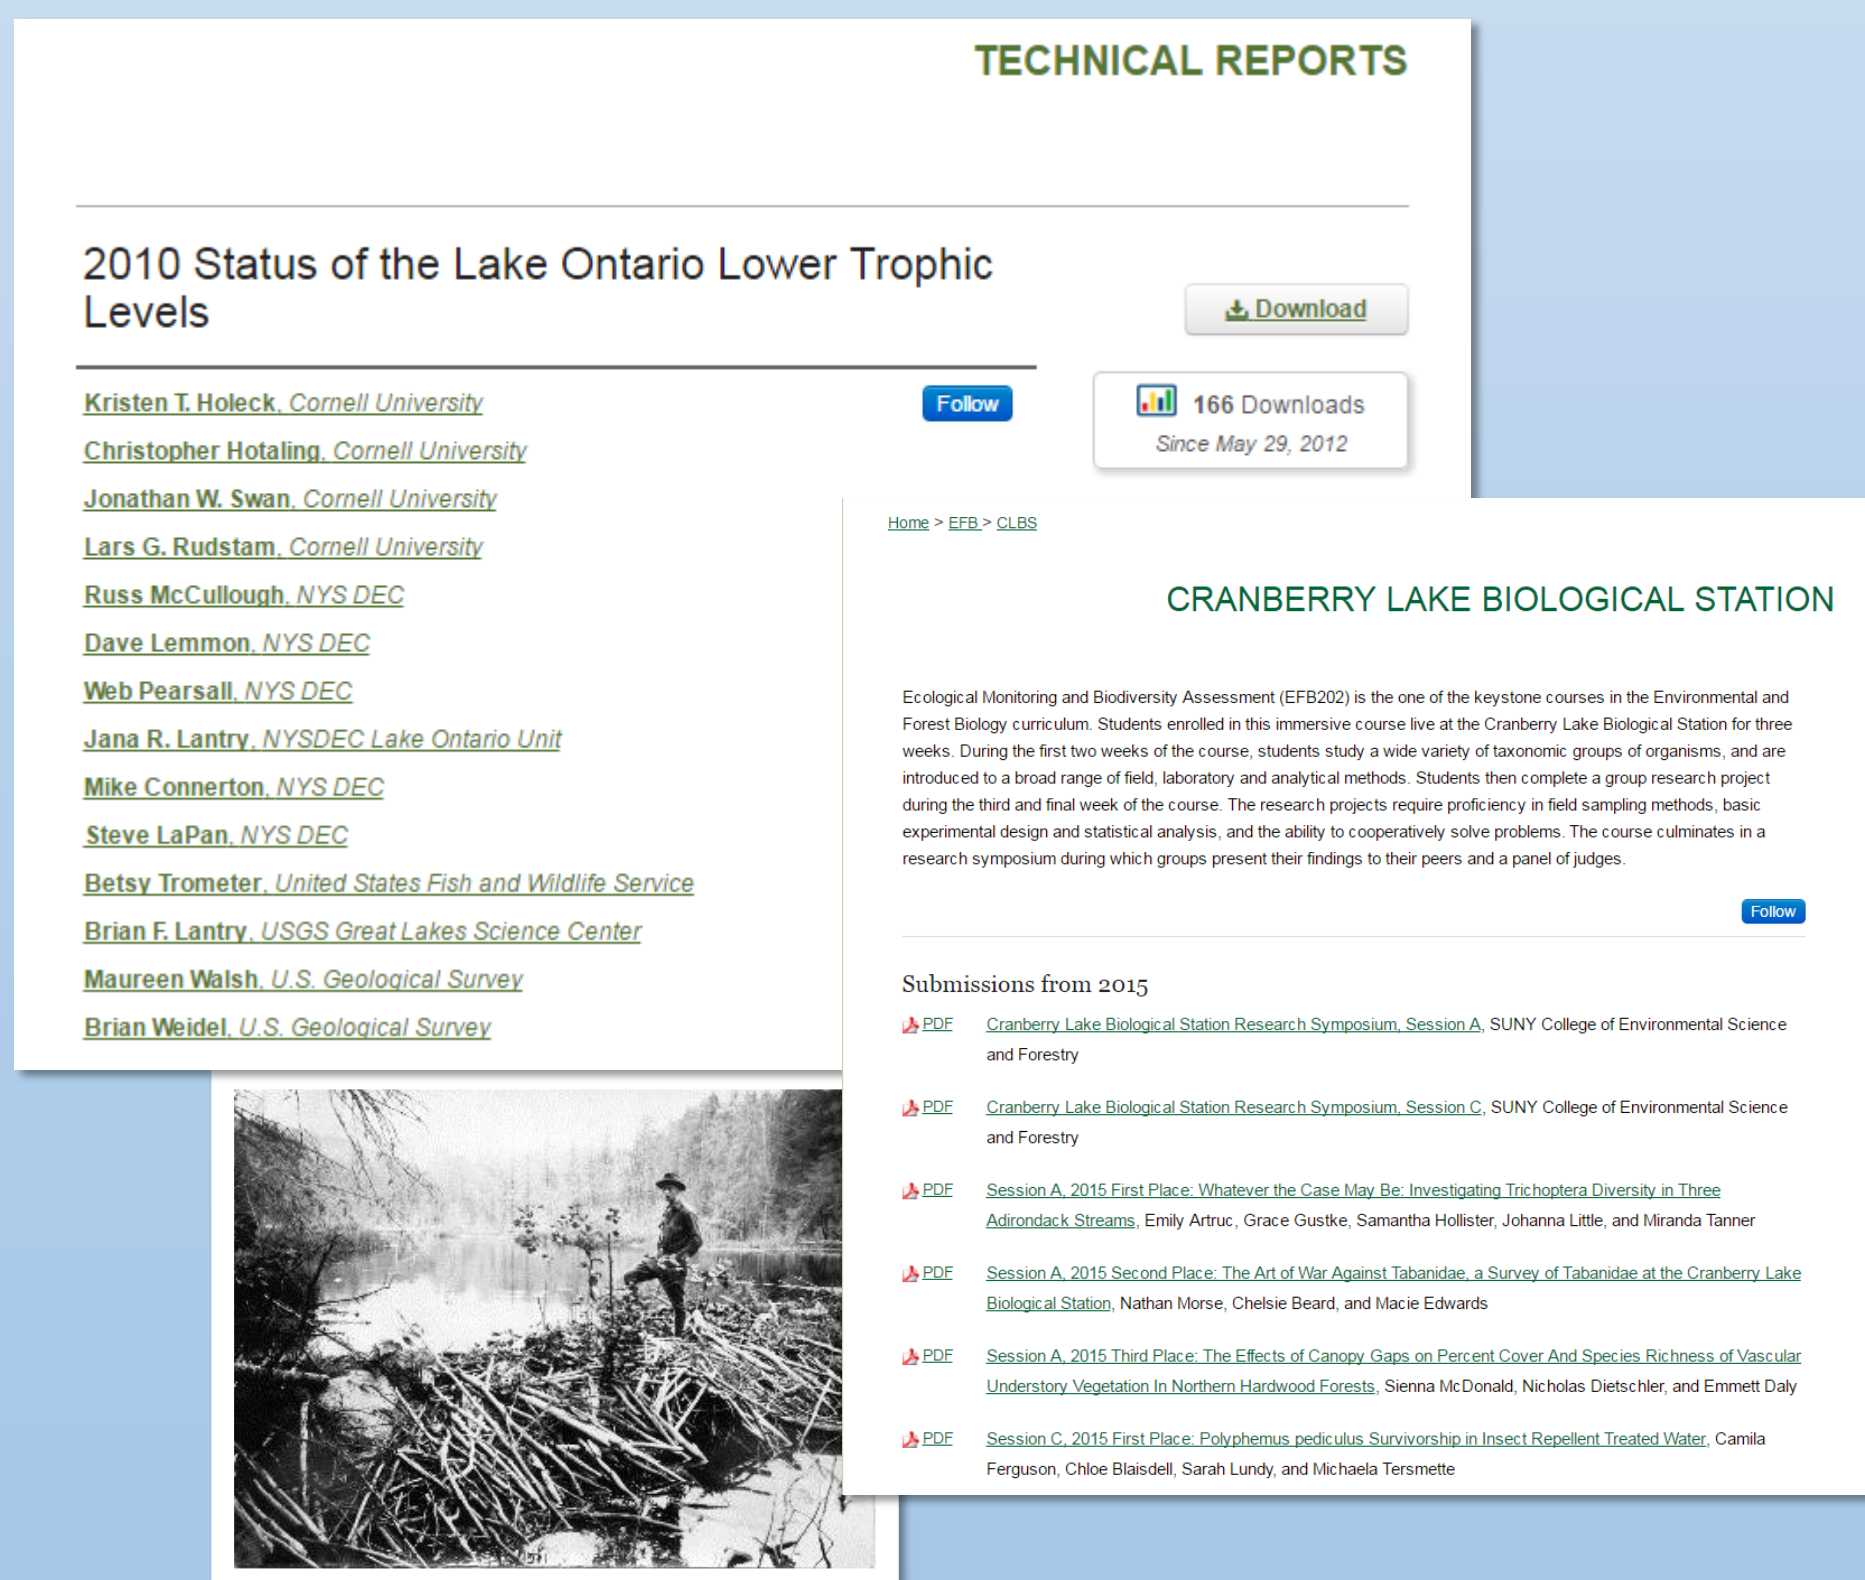 TECHNICAL REPORTS
2010 Status of the Lake Ontario Lower Trophic
Levels
Download
Kristen T. Holeck, Cornell University
Follow
166 Downloads
Since May 29, 2012
Christopher Hotaling, Cornell University
Jonathan W. Swan, Cornell University
Lars G. Rudstam, Cornell University
Russ McCullough, NYS DEC
Dave Lemmon, NYS DEC
Web Pearsall, NYS DEC
Jana R. Lantry, NYSDEC Lake Ontario Unit
Mike Connerton, NYS DEC
Steve LaPan, NYS DEC
Betsy Trometer, United States Fish and Wildlife Service
Brian F. Lantry, USGS Great Lakes Science Center
Maureen Walsh, U.S. Geological Survey
Brian Weidel, U.S. Geological Survey
Home > EFB > CLBS
CRANBERRY LAKE BIOLOGICAL STATION
Ecological Monitoring and Biodiversity Assessment (EFB202) is the one of the keystone courses in the Environmental and
Forest Biology curriculum. Students enrolled in this immersive course live at the Cranberry Lake Biological Station for three
weeks. During the first two weeks of the course, students study a wide variety of taxonomic groups of organisms, and are
introduced to a broad range of field, laboratory and analytical methods. Students then complete a group research project
during the third and final week of the course. The research projects require proficiency in field sampling methods, basic
experimental design and statistical analysis, and the ability to cooperatively solve problems. The course culminates in a
research symposium during which groups present their findings to their peers and a panel of judges.
Follow
Submissions from 2015
PDF Cranberry Lake Biological Station Research Symposium, Session A, SUNY College of Environmental Science
and Forestry
PDF Cranberry Lake Biological Station Research Symposium, Session C, SUNY College of Environmental Science
and Forestry
PDF Session A, 2015 First Place: Whatever the Case May Be: Investigating Trichoptera Diversity in Three
Adirondack Streams, Emily Artruc, Grace Gustke, Samantha Hollister, Johanna Little, and Miranda Tanner
PDF Session A, 2015 Second Place: The Art of War Against Tabanidae, a Survey of Tabanidae at the Cranberry Lake
Biological Station, Nathan Morse, Chelsie Beard, and Macie Edwards
PDF Session A, 2015 Third Place: The Effects of Canopy Gaps on Percent Cover And Species Richness of Vascular
Understory Vegetation In Northern Hardwood Forests, Sienna McDonald, Nicholas Dietschler, and Emmett Daly
PDF Session C, 2015 First Place: Polyphemus pediculus Survivorship in Insect Repellent Treated Water, Camila
Ferguson, Chloe Blaisdell, Sarah Lundy, and Michaela Tersmette